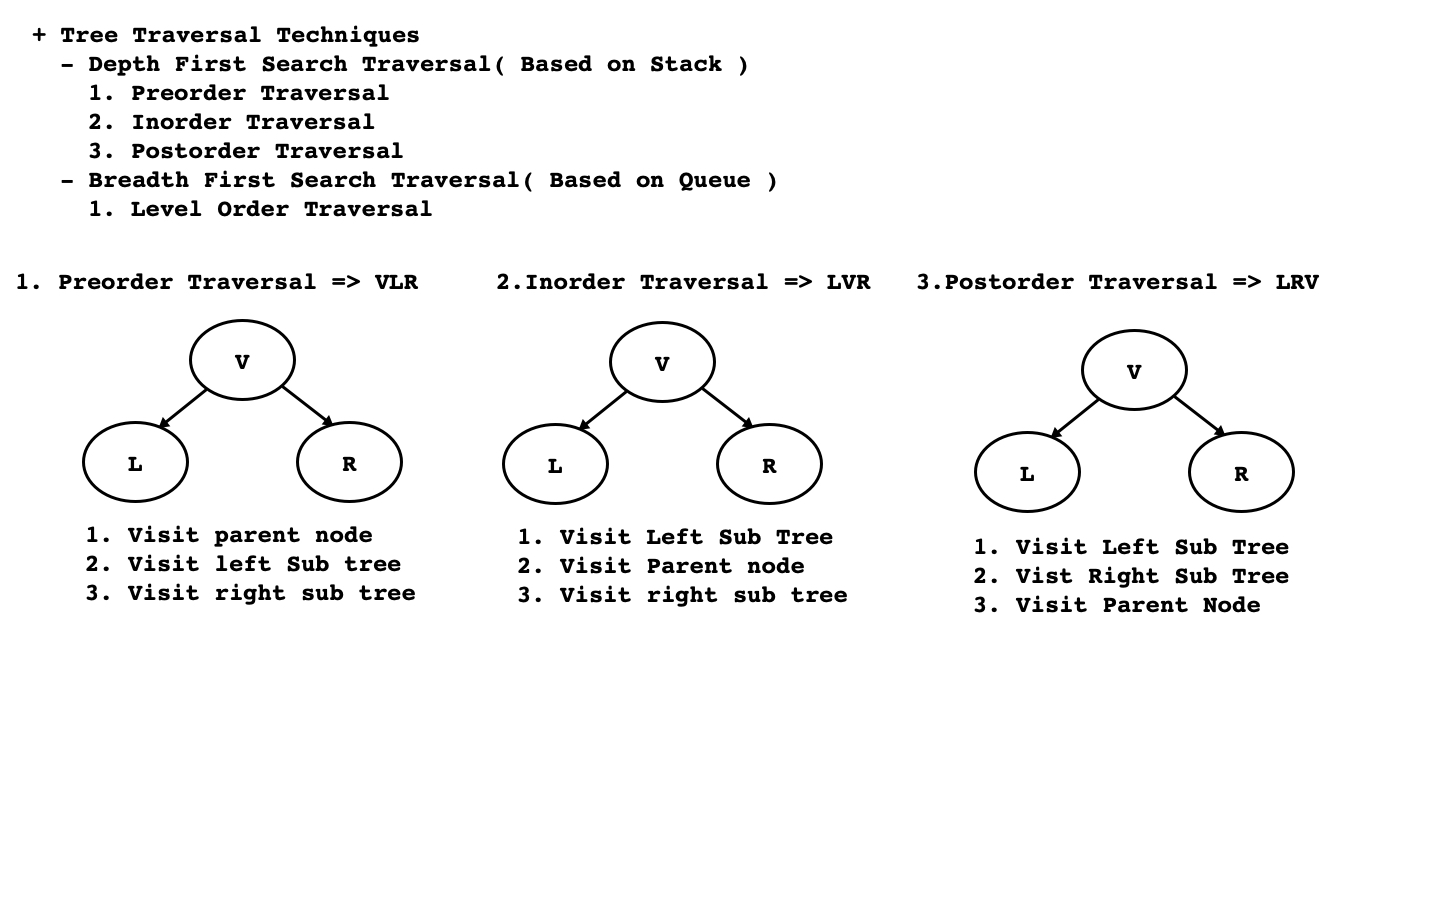 + Tree Traversal Techniques
- Depth First Search Traversal( Based on Stack )
1. Preorder Traversal
2. Inorder Traversal
3. Postorder Traversal
- Breadth First Search Traversal( Based on Queue )
1. Level Order Traversal
1. Preorder Traversal => VLR
V
L
R
1. Visit parent node
2. Visit left Sub tree
3. Visit right sub tree
2.Inorder Traversal => LVR
V
L
R
1. Visit Left Sub Tree
2. Visit Parent node
3. Visit right sub tree
3.Postorder Traversal => LRV
V
L
R
1. Visit Left Sub Tree
2. Vist Right Sub Tree
3. Visit Parent Node